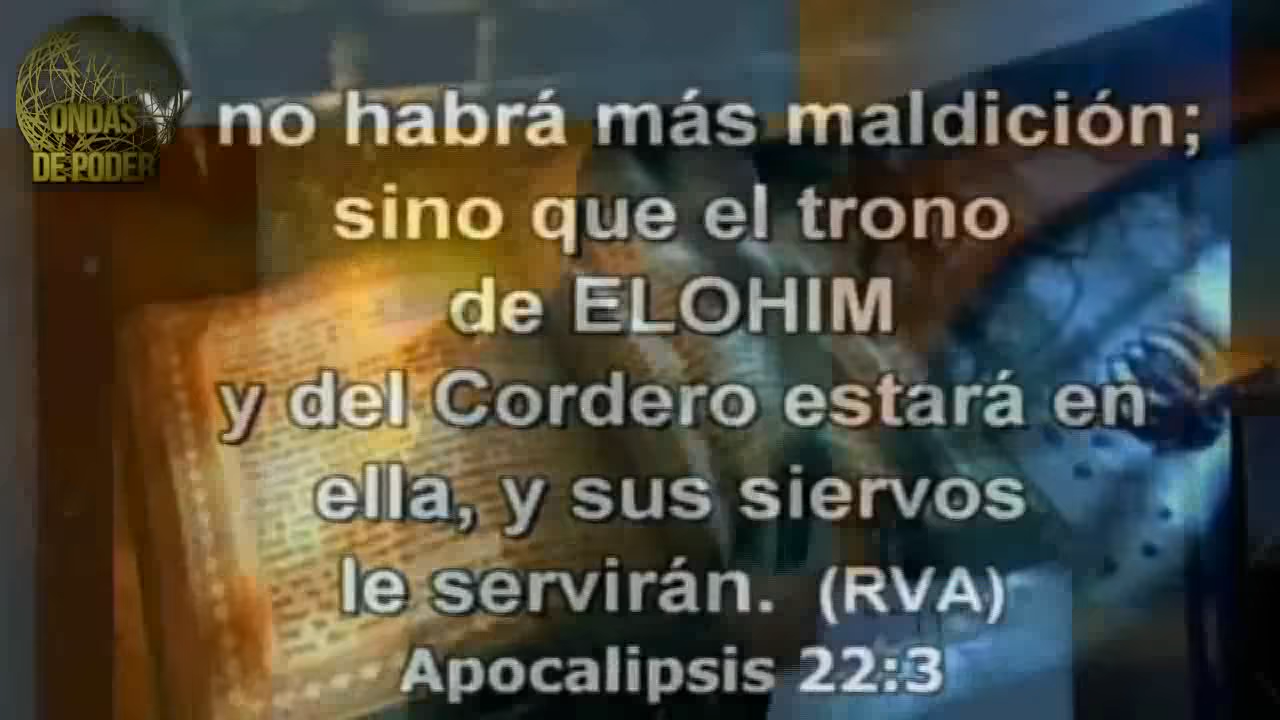 ONDAS
DE PODER
Y no habrá más maldición;
sino que el trono
de ELOHIM
y del Cordero estará en
ella, y sus siervos
le servirán. (RVA)
Apocalipsis 22:3